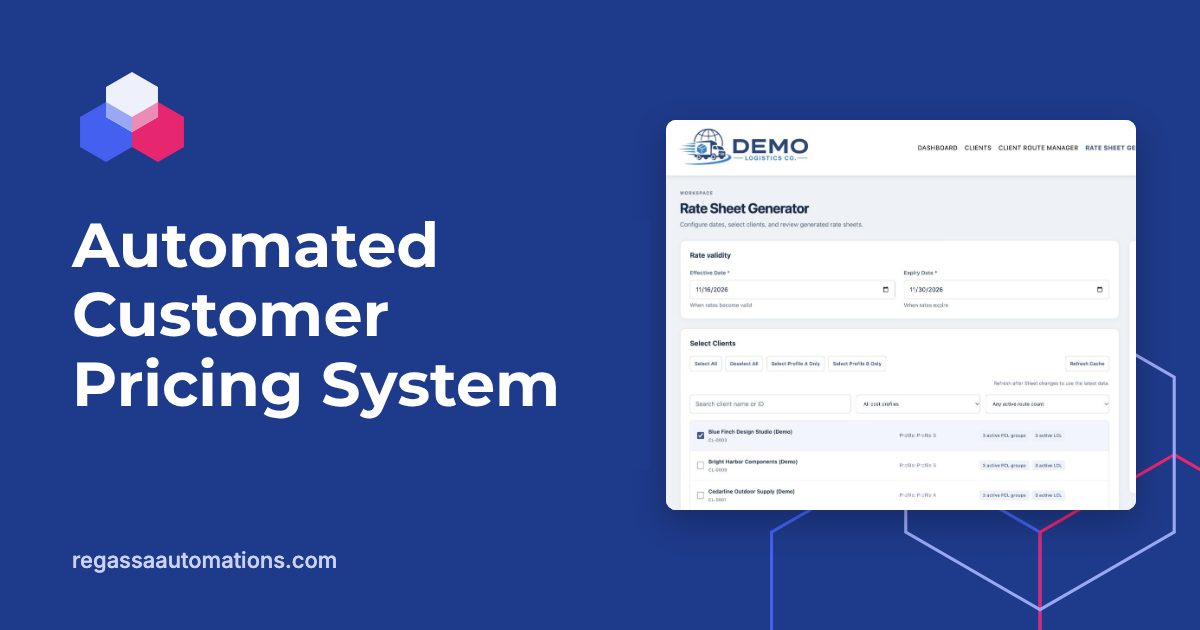 Automated
Customer
Pricing System
regassaautomations.com
DEMO
LOGISTICS CO.
DASHBOARD CLIENTS CLIENT ROUTE MANAGER RATE SHEET GE
WORKSPACE
Rate Sheet Generator
Configure dates, select clients, and review generated rate sheets.
Rate validity
Effective Date * Expiry Date *
11/16/2026 11/30/2026
When rates become valid When rates expire
Select Clients
Select All Deselect All Select Profile A Only Select Profile B Only Refresh Cache
Refresh after Sheet changes to use the latest data.
Search client name or ID All cost profiles Any active route count
Blue Finch Design Studio (Demo) 3 active FCL groups 3 active LCL
Bright Harbor Components (Demo) 3 active FCL groups 3 active LCL
Cedarline Outdoor Supply (Demo) 3 active FCL groups 3 active LCL